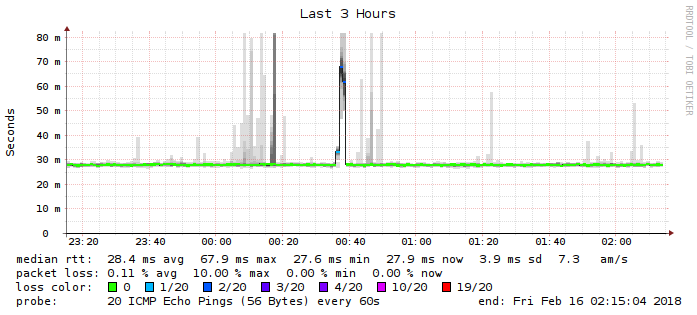 Last 3 Hours
RRDTOOL / TOBI OETIKER
Seconds
80 m
70 m
60 m
50 m
40 m
30 m
20 m
10 m
0
23:20 23:40 00:00 00:20 00:40 01:00 01:20 01:40 02:00
median rtt: 28.4 ms avg 67.9 ms max 27.6 ms min 27.9 ms now 3.9 ms sd 7.3 am/s
packet loss: 0.11 % avg 10.00 % max 0.00 % min 0.00 % now
loss color: 0 1/20 2/20 3/20 4/20 10/20 19/20
probe: 20 ICMP Echo Pings (56 Bytes) every 60s end: Fri Feb 16 02:15:04 2018